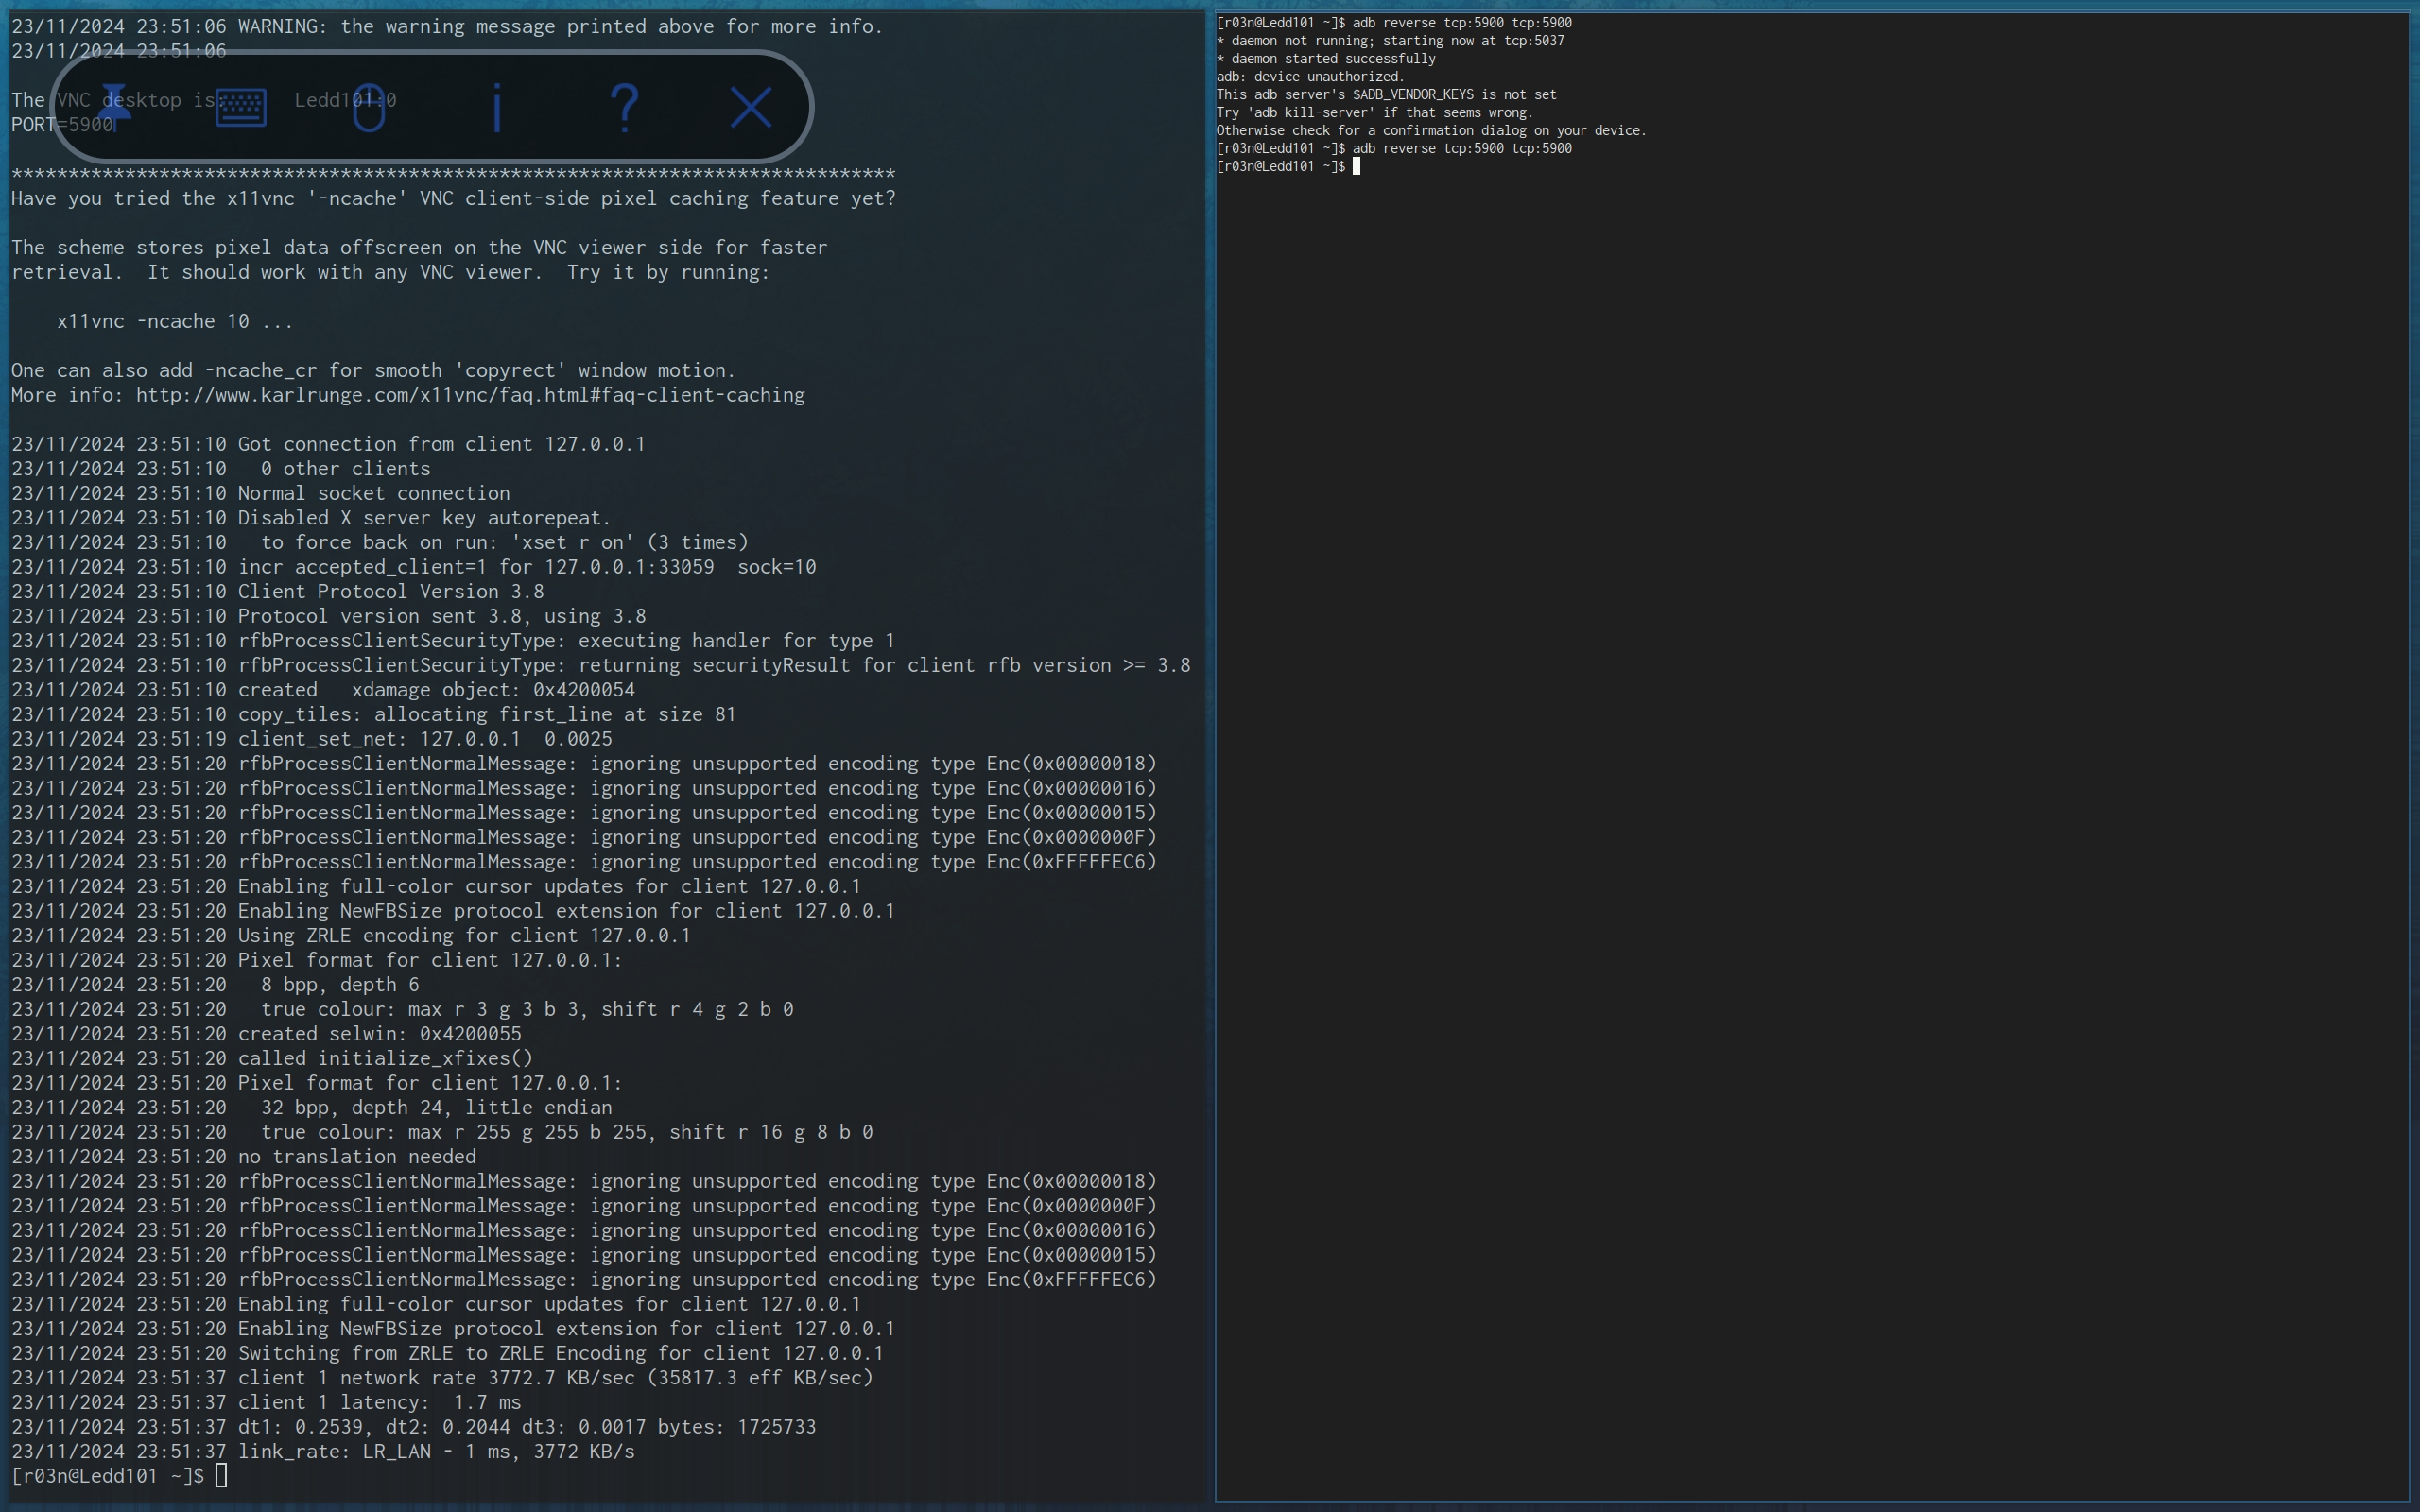 23/11/2024 23:51:06 WARNING: the warning message printed above for more info.
23/11/2024 23:51:06
The VNC desktop is:      Ledd101:0
PORT=5900
******************************************************************************
Have you tried the x11vnc '-ncache' VNC client-side pixel caching feature yet?
The scheme stores pixel data offscreen on the VNC viewer side for faster
retrieval.  It should work with any VNC viewer.  Try it by running:
    x11vnc -ncache 10 ...
One can also add -ncache_cr for smooth 'copyrect' window motion.
More info: http://www.karlrunge.com/x11vnc/faq.html#faq-client-caching
23/11/2024 23:51:10 Got connection from client 127.0.0.1
23/11/2024 23:51:10   0 other clients
23/11/2024 23:51:10 Normal socket connection
23/11/2024 23:51:10 Disabled X server key autorepeat.
23/11/2024 23:51:10   to force back on run: 'xset r on' (3 times)
23/11/2024 23:51:10 incr accepted_client=1 for 127.0.0.1:33059  sock=10
23/11/2024 23:51:10 Client Protocol Version 3.8
23/11/2024 23:51:10 Protocol version sent 3.8, using 3.8
23/11/2024 23:51:10 rfbProcessClientSecurityType: executing handler for type 1
23/11/2024 23:51:10 rfbProcessClientSecurityType: returning securityResult for client rfb version >= 3.8
23/11/2024 23:51:10 created   xdamage object: 0x4200054
23/11/2024 23:51:10 copy_tiles: allocating first_line at size 81
23/11/2024 23:51:19 client_set_net: 127.0.0.1  0.0025
23/11/2024 23:51:20 rfbProcessClientNormalMessage: ignoring unsupported encoding type Enc(0x00000018)
23/11/2024 23:51:20 rfbProcessClientNormalMessage: ignoring unsupported encoding type Enc(0x00000016)
23/11/2024 23:51:20 rfbProcessClientNormalMessage: ignoring unsupported encoding type Enc(0x00000015)
23/11/2024 23:51:20 rfbProcessClientNormalMessage: ignoring unsupported encoding type Enc(0x0000000F)
23/11/2024 23:51:20 rfbProcessClientNormalMessage: ignoring unsupported encoding type Enc(0xFFFFFEC6)
23/11/2024 23:51:20 Enabling full-color cursor updates for client 127.0.0.1
23/11/2024 23:51:20 Enabling NewFBSize protocol extension for client 127.0.0.1
23/11/2024 23:51:20 Using ZRLE encoding for client 127.0.0.1
23/11/2024 23:51:20 Pixel format for client 127.0.0.1:
23/11/2024 23:51:20   8 bpp, depth 6
23/11/2024 23:51:20   true colour: max r 3 g 3 b 3, shift r 4 g 2 b 0
23/11/2024 23:51:20 created selwin: 0x4200055
23/11/2024 23:51:20 called initialize_xfixes()
23/11/2024 23:51:20 Pixel format for client 127.0.0.1:
23/11/2024 23:51:20   32 bpp, depth 24, little endian
23/11/2024 23:51:20   true colour: max r 255 g 255 b 255, shift r 16 g 8 b 0
23/11/2024 23:51:20 no translation needed
23/11/2024 23:51:20 rfbProcessClientNormalMessage: ignoring unsupported encoding type Enc(0x00000018)
23/11/2024 23:51:20 rfbProcessClientNormalMessage: ignoring unsupported encoding type Enc(0x0000000F)
23/11/2024 23:51:20 rfbProcessClientNormalMessage: ignoring unsupported encoding type Enc(0x00000016)
23/11/2024 23:51:20 rfbProcessClientNormalMessage: ignoring unsupported encoding type Enc(0x00000015)
23/11/2024 23:51:20 rfbProcessClientNormalMessage: ignoring unsupported encoding type Enc(0xFFFFFEC6)
23/11/2024 23:51:20 Enabling full-color cursor updates for client 127.0.0.1
23/11/2024 23:51:20 Enabling NewFBSize protocol extension for client 127.0.0.1
23/11/2024 23:51:20 Switching from ZRLE to ZRLE Encoding for client 127.0.0.1
23/11/2024 23:51:37 client 1 network rate 3772.7 KB/sec (35817.3 eff KB/sec)
23/11/2024 23:51:37 client 1 latency:  1.7 ms
23/11/2024 23:51:37 dt1: 0.2539, dt2: 0.2044 dt3: 0.0017 bytes: 1725733
23/11/2024 23:51:37 link_rate: LR_LAN - 1 ms, 3772 KB/s
[r03n@Ledd101 ~]$
[r03n@Ledd101 ~]$ adb reverse tcp:5900 tcp:5900
* daemon not running; starting now at tcp:5037
* daemon started successfully
adb: device unauthorized.
This adb server's $ADB_VENDOR_KEYS is not set
Try 'adb kill-server' if that seems wrong.
Otherwise check for a confirmation dialog on your device.
[r03n@Ledd101 ~]$ adb reverse tcp:5900 tcp:5900
[r03n@Ledd101 ~]$